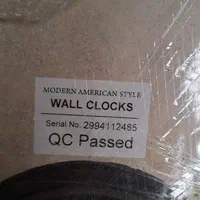 MODERN AMERICAN STYLE
WALL CLOCKS
Serial No. 2994112485
QC Passed